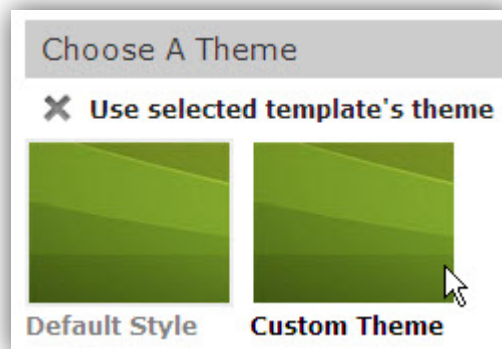 Choose A Theme
Use selected template's theme
Default Style Custom Theme